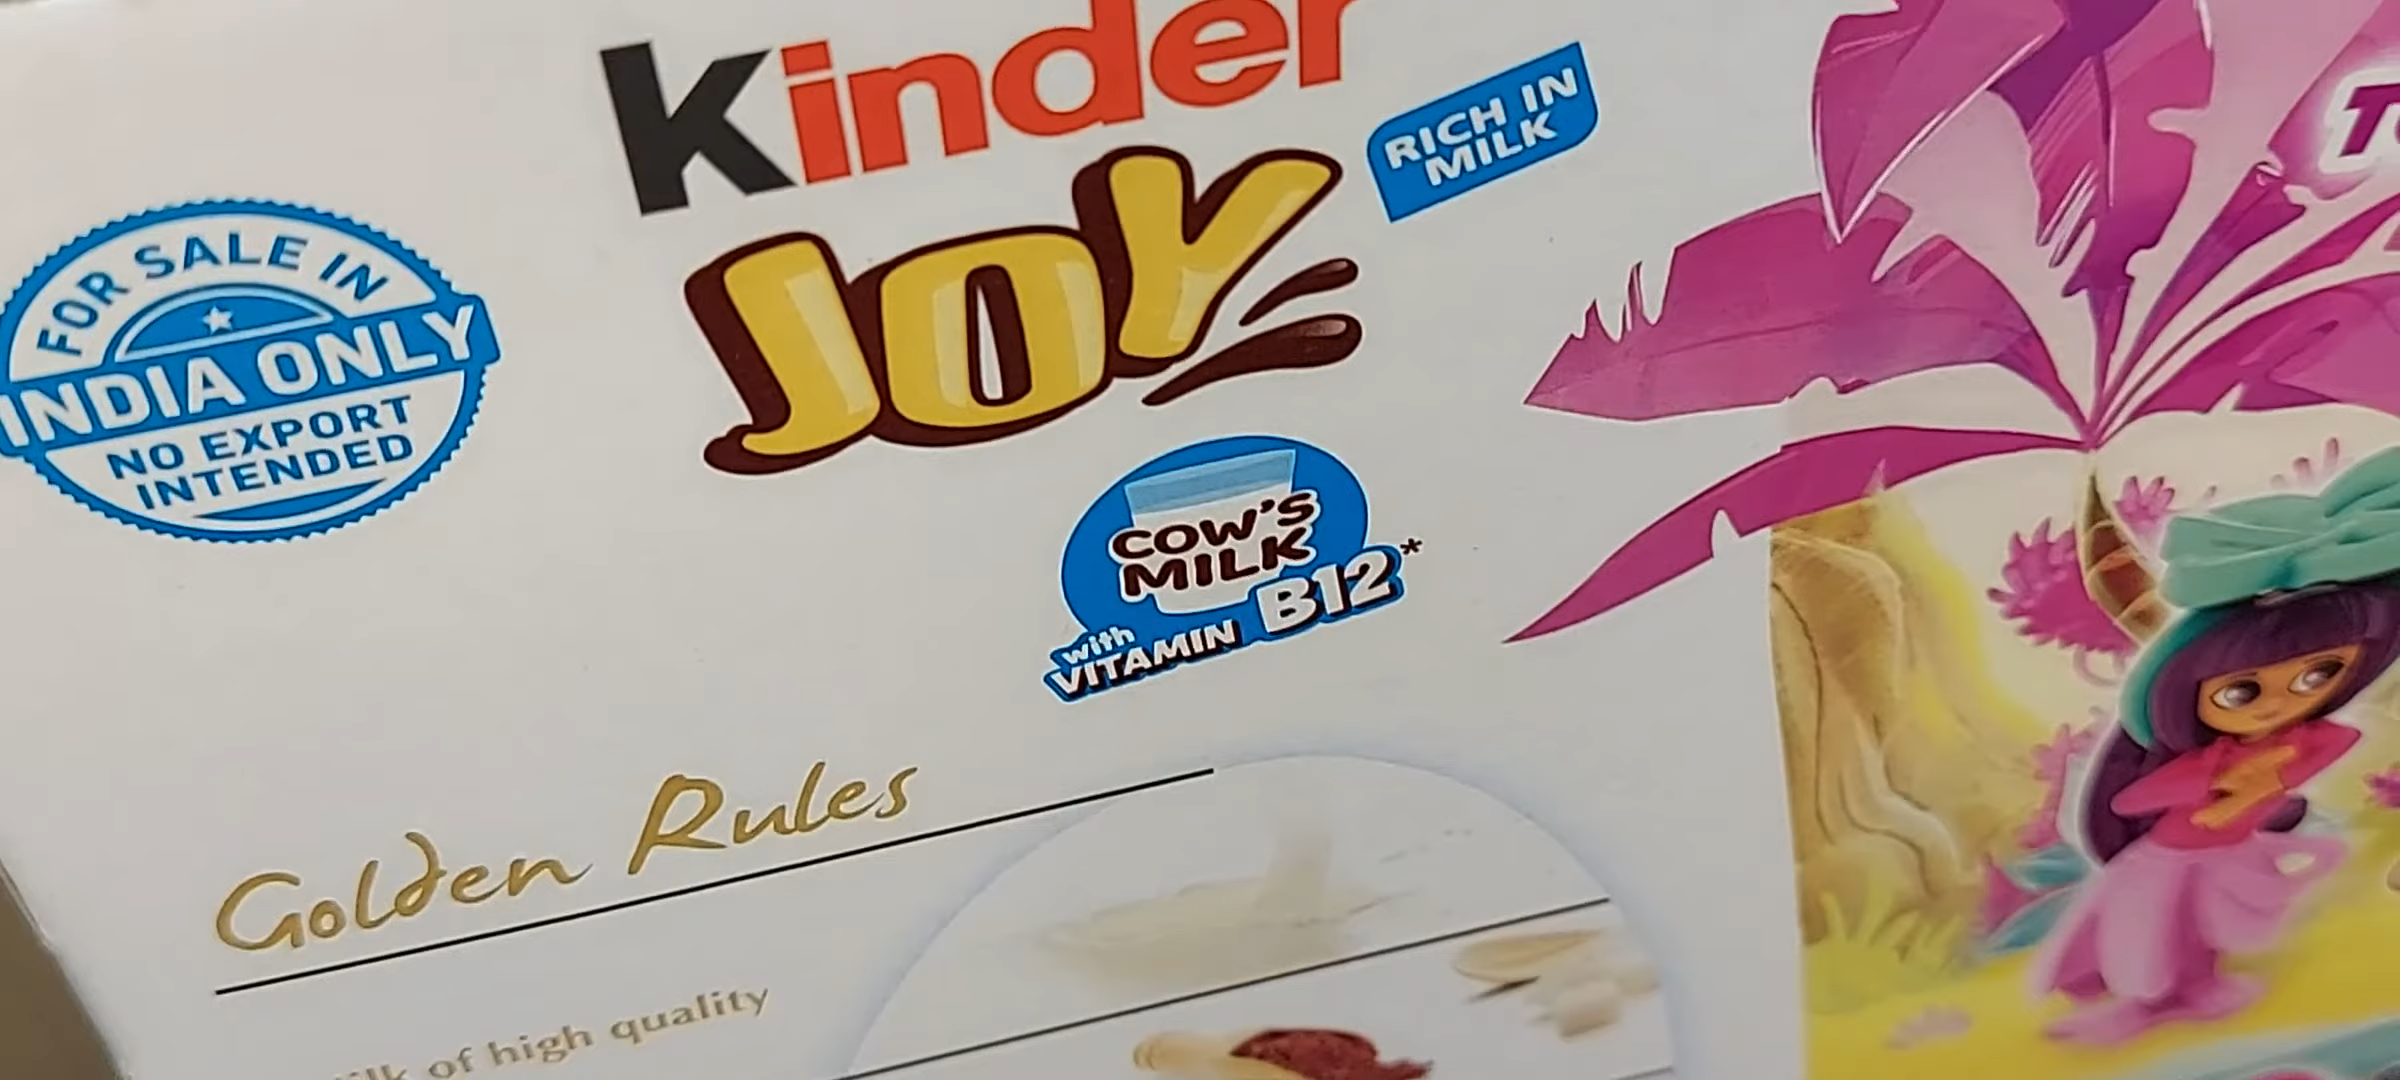 Kinder
JOY
RICH IN
MILK
FOR SALE IN
INDIA ONLY
NO EXPORT
INTENDED
COW'S
MILK
with
VITAMIN B12*
Golden Rules
of high quality